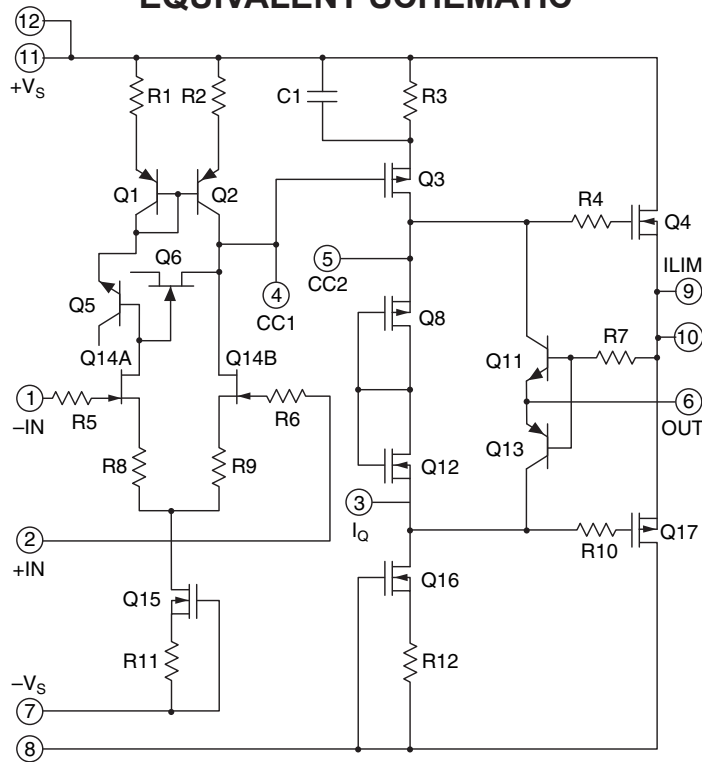 EQUIVALENT SCHEMATIC
12
11
+VS
R1
R2
C1
R3
Q1
Q2
Q3
R4
Q4
Q6
5
CC2
ILIM
9
Q5
4
CC1
Q8
10
Q14A
Q14B
Q11
R7
1
–IN
R5
R6
6
OUT
R8
R9
Q12
Q13
3
IQ
2
+IN
R10
Q17
Q15
Q16
R11
R12
–VS
7
8